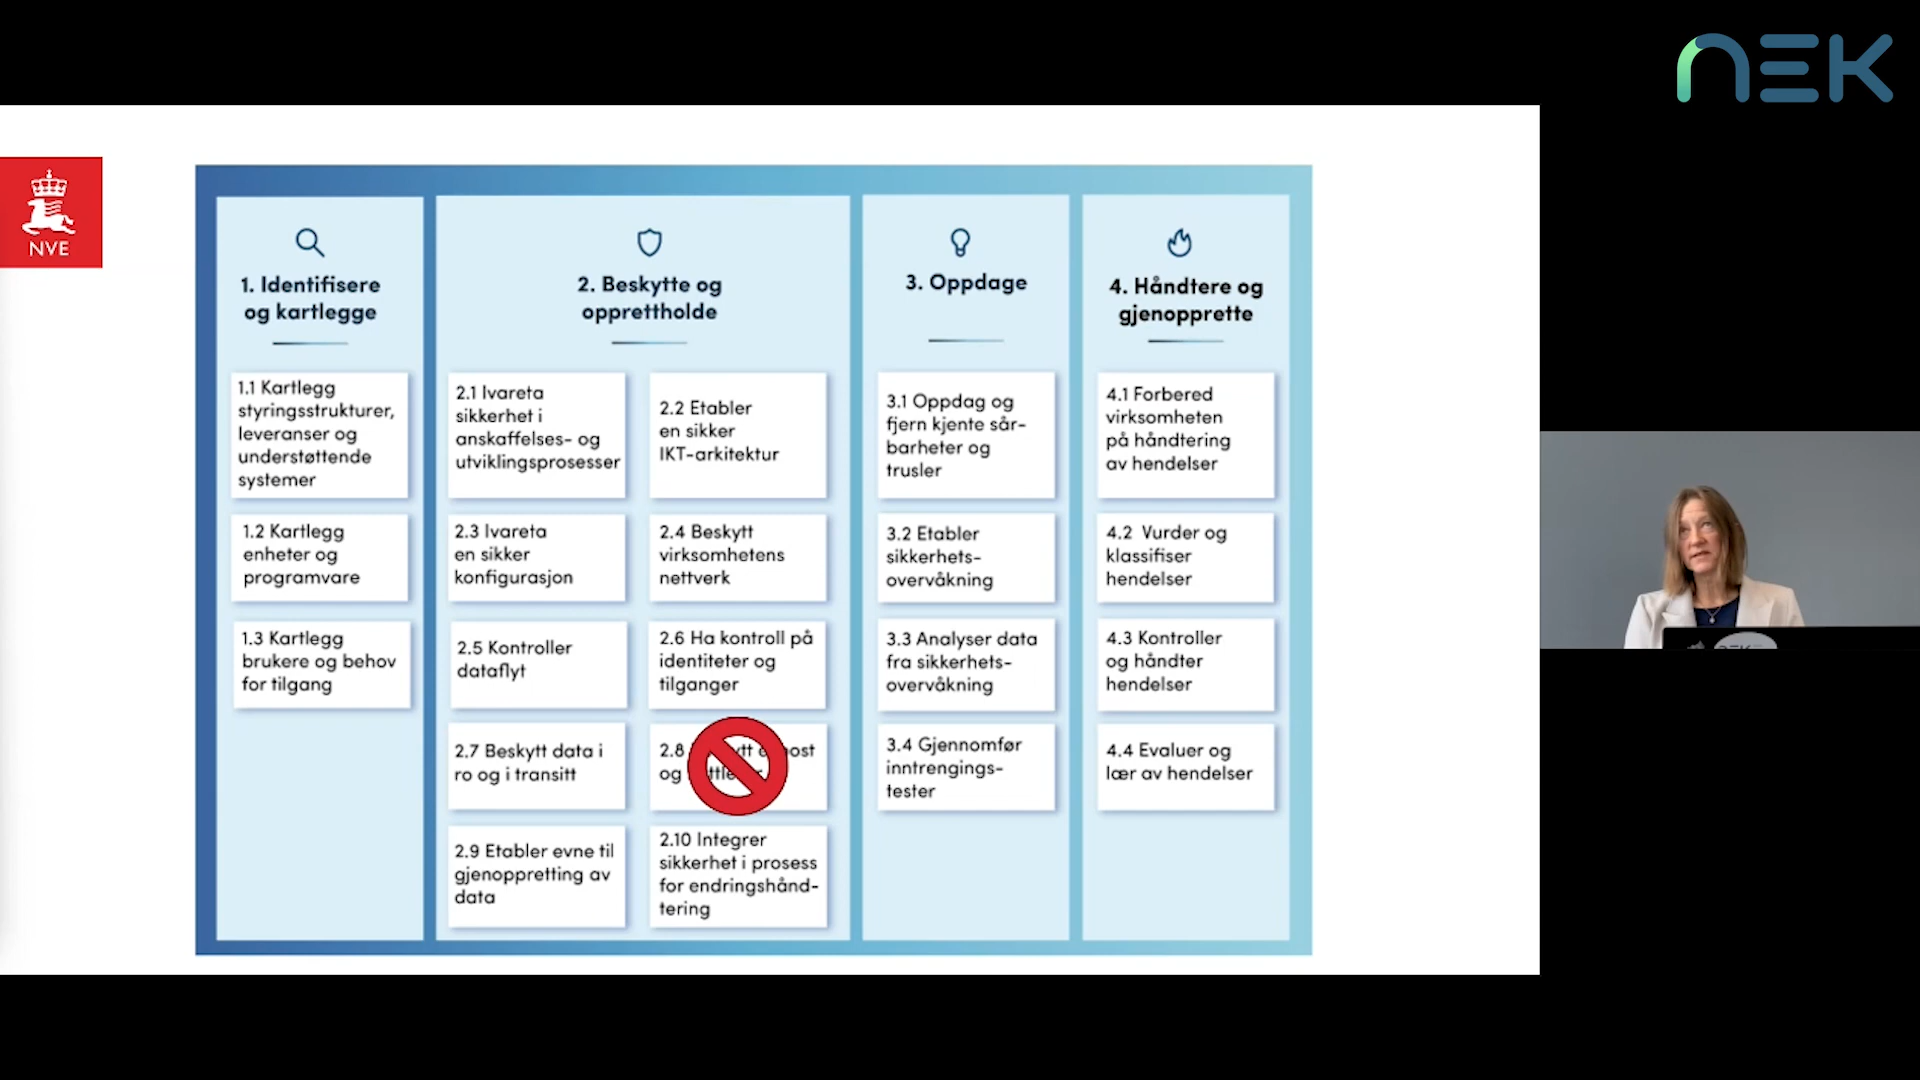 NEK
NVE
1. Identifisere
og kartlegge
1.1 Kartlegg
styringsstrukturer,
leveranser og
understøttende
systemer
1.2 Kartlegg
enheter og
programvare
1.3 Kartlegg
brukere og behov
for tilgang
2. Beskytte og
opprettholde
2.1 Ivareta
sikkerhet i
anskaffelses- og
utviklingsprosesser
2.2 Etabler
en sikker
IKT-arkitektur
2.3 Ivareta
en sikker
konfigurasjon
2.4 Beskytt
virksomhetens
nettverk
2.5 Kontroller
dataflyt
2.6 Ha kontroll på
identiteter og
tilganger
2.7 Beskytt data i
ro og i transitt
2.8
og
2.9 Etabler evne til
gjenoppretting av
data
2.10 Integrer
sikkerhet i prosess
for endringshånd-
tering
3. Oppdage
3.1 Oppdag og
fjern kjente sår-
barheter og
trusler
3.2 Etabler
sikkerhets-
overvåkning
3.3 Analyser data
fra sikkerhets-
overvåkning
3.4 Gjennomfør
inntrengings-
tester
4. Håndtere og
gjenopprette
4.1 Forbered
virksomheten
på håndtering
av hendelser
4.2 Vurder og
klassifiser
hendelser
4.3 Kontroller
og håndter
hendelser
4.4 Evaluer og
lær av hendelser